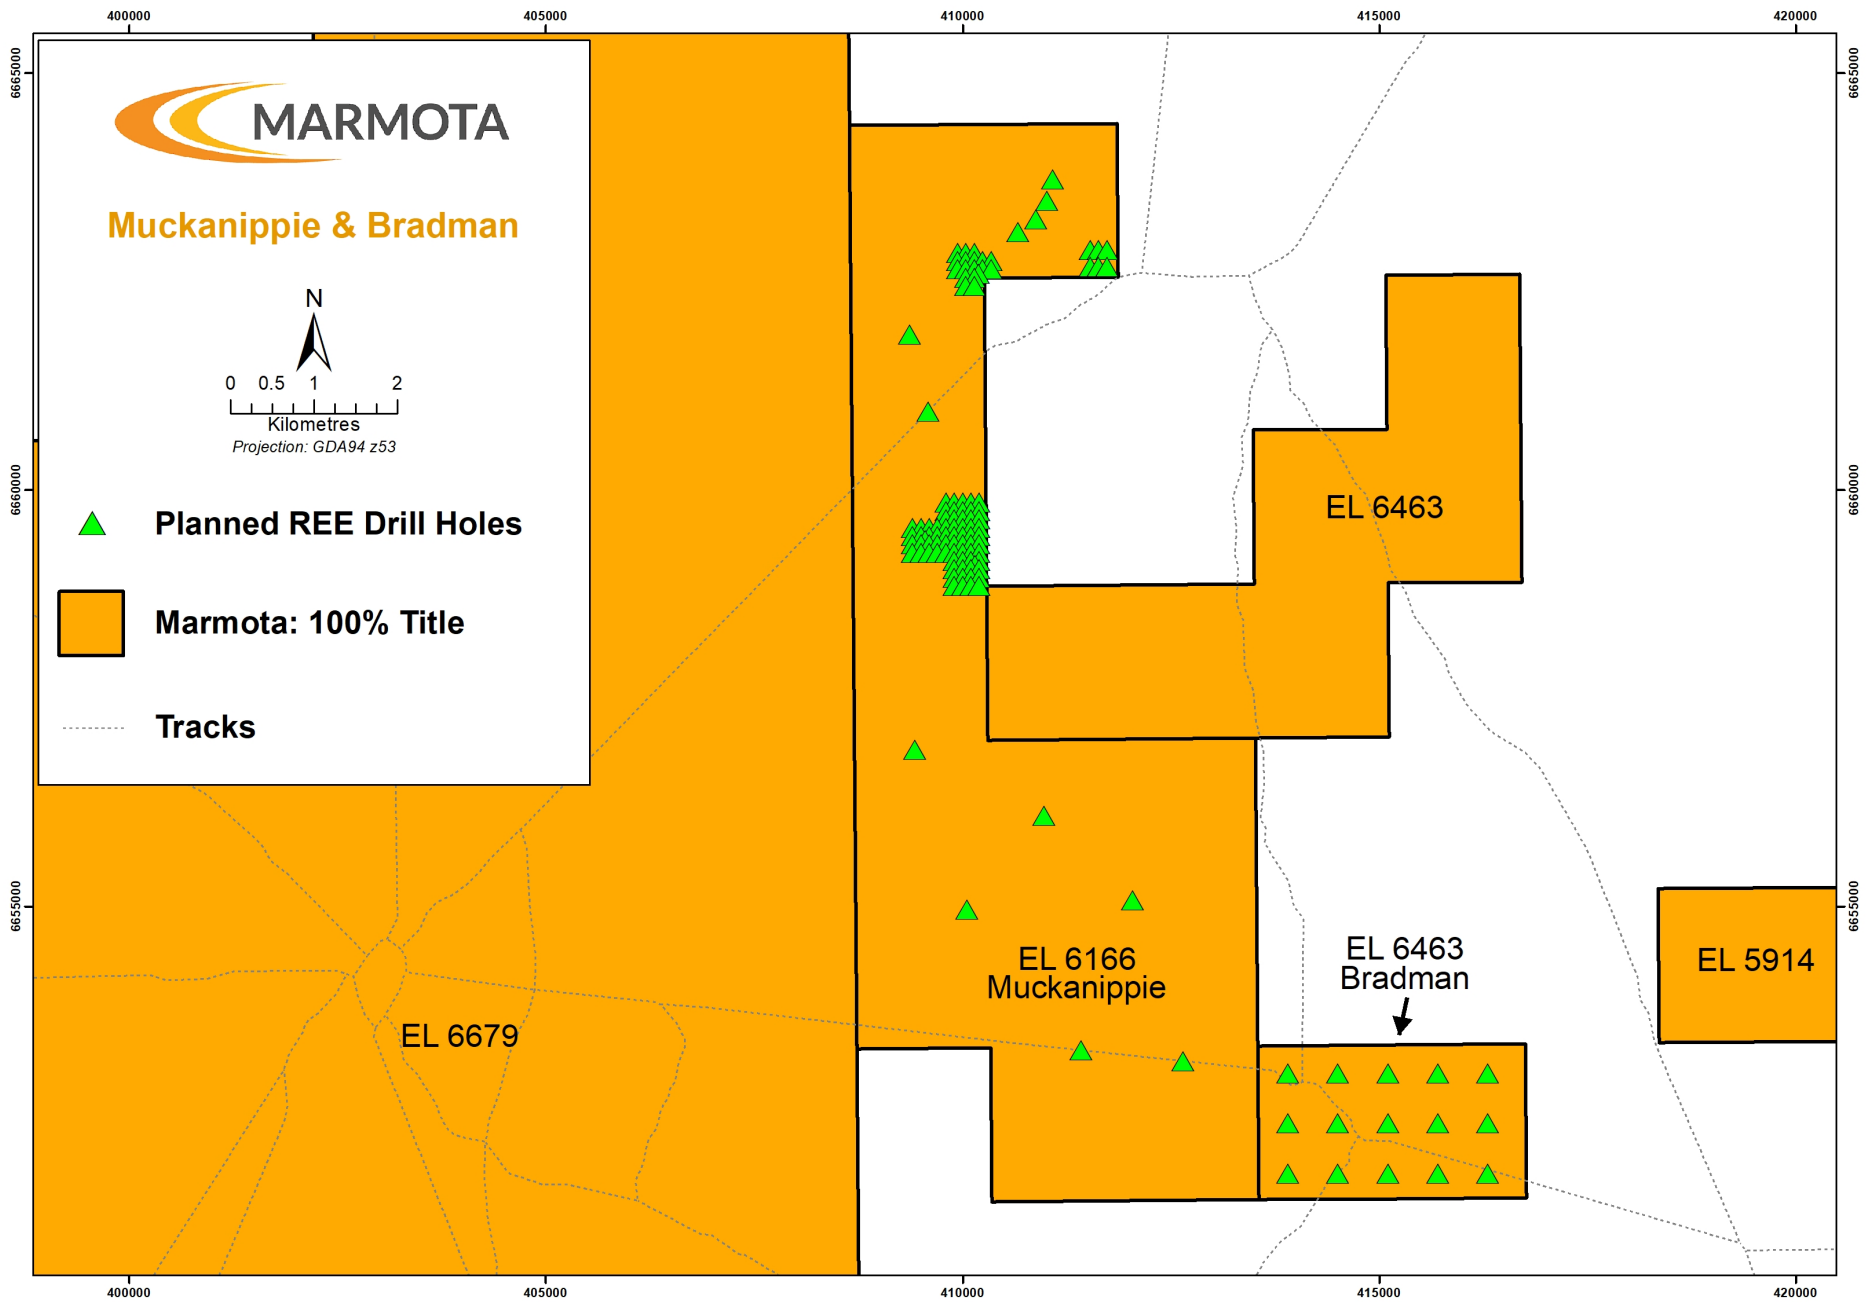 400000 405000 410000 415000 420000
6665000 6665000
MARMOTA
Muckanippie & Bradman
N
0 0.5 1 2
Kilometres
Projection: GDA94 z53
6660000 6660000
EL 6463
Planned REE Drill Holes
Marmota: 100% Title
Tracks
6655000 6655000
EL 6463
Bradman
EL 6166
Muckanippie
EL 5914
EL 6679
400000 405000 410000 415000 420000